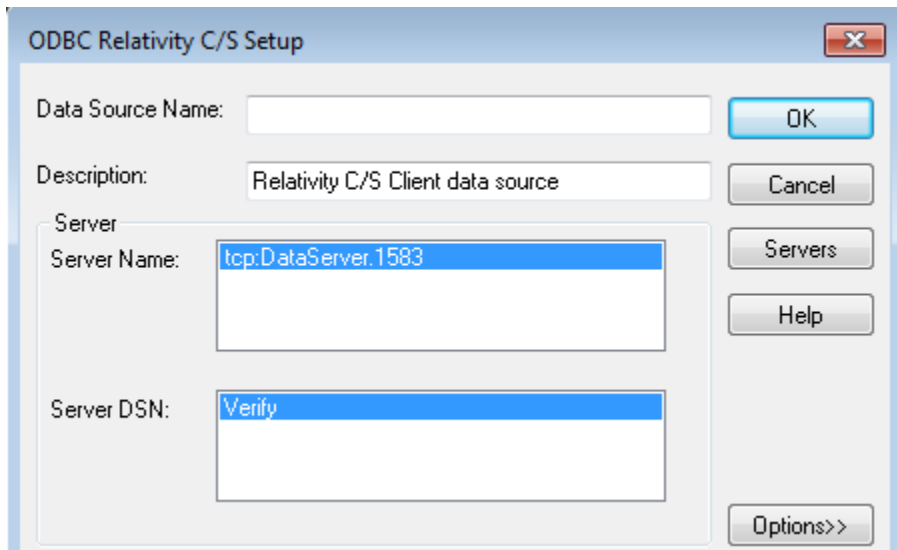 ODBC Relativity C/S Setup
Data Source Name:
OK
Description:
Relativity C/S Client data source
Cancel
Server
Server Name:
tcp:DataServer.1583
Servers
Help
Server DSN:
Verify
Options>>